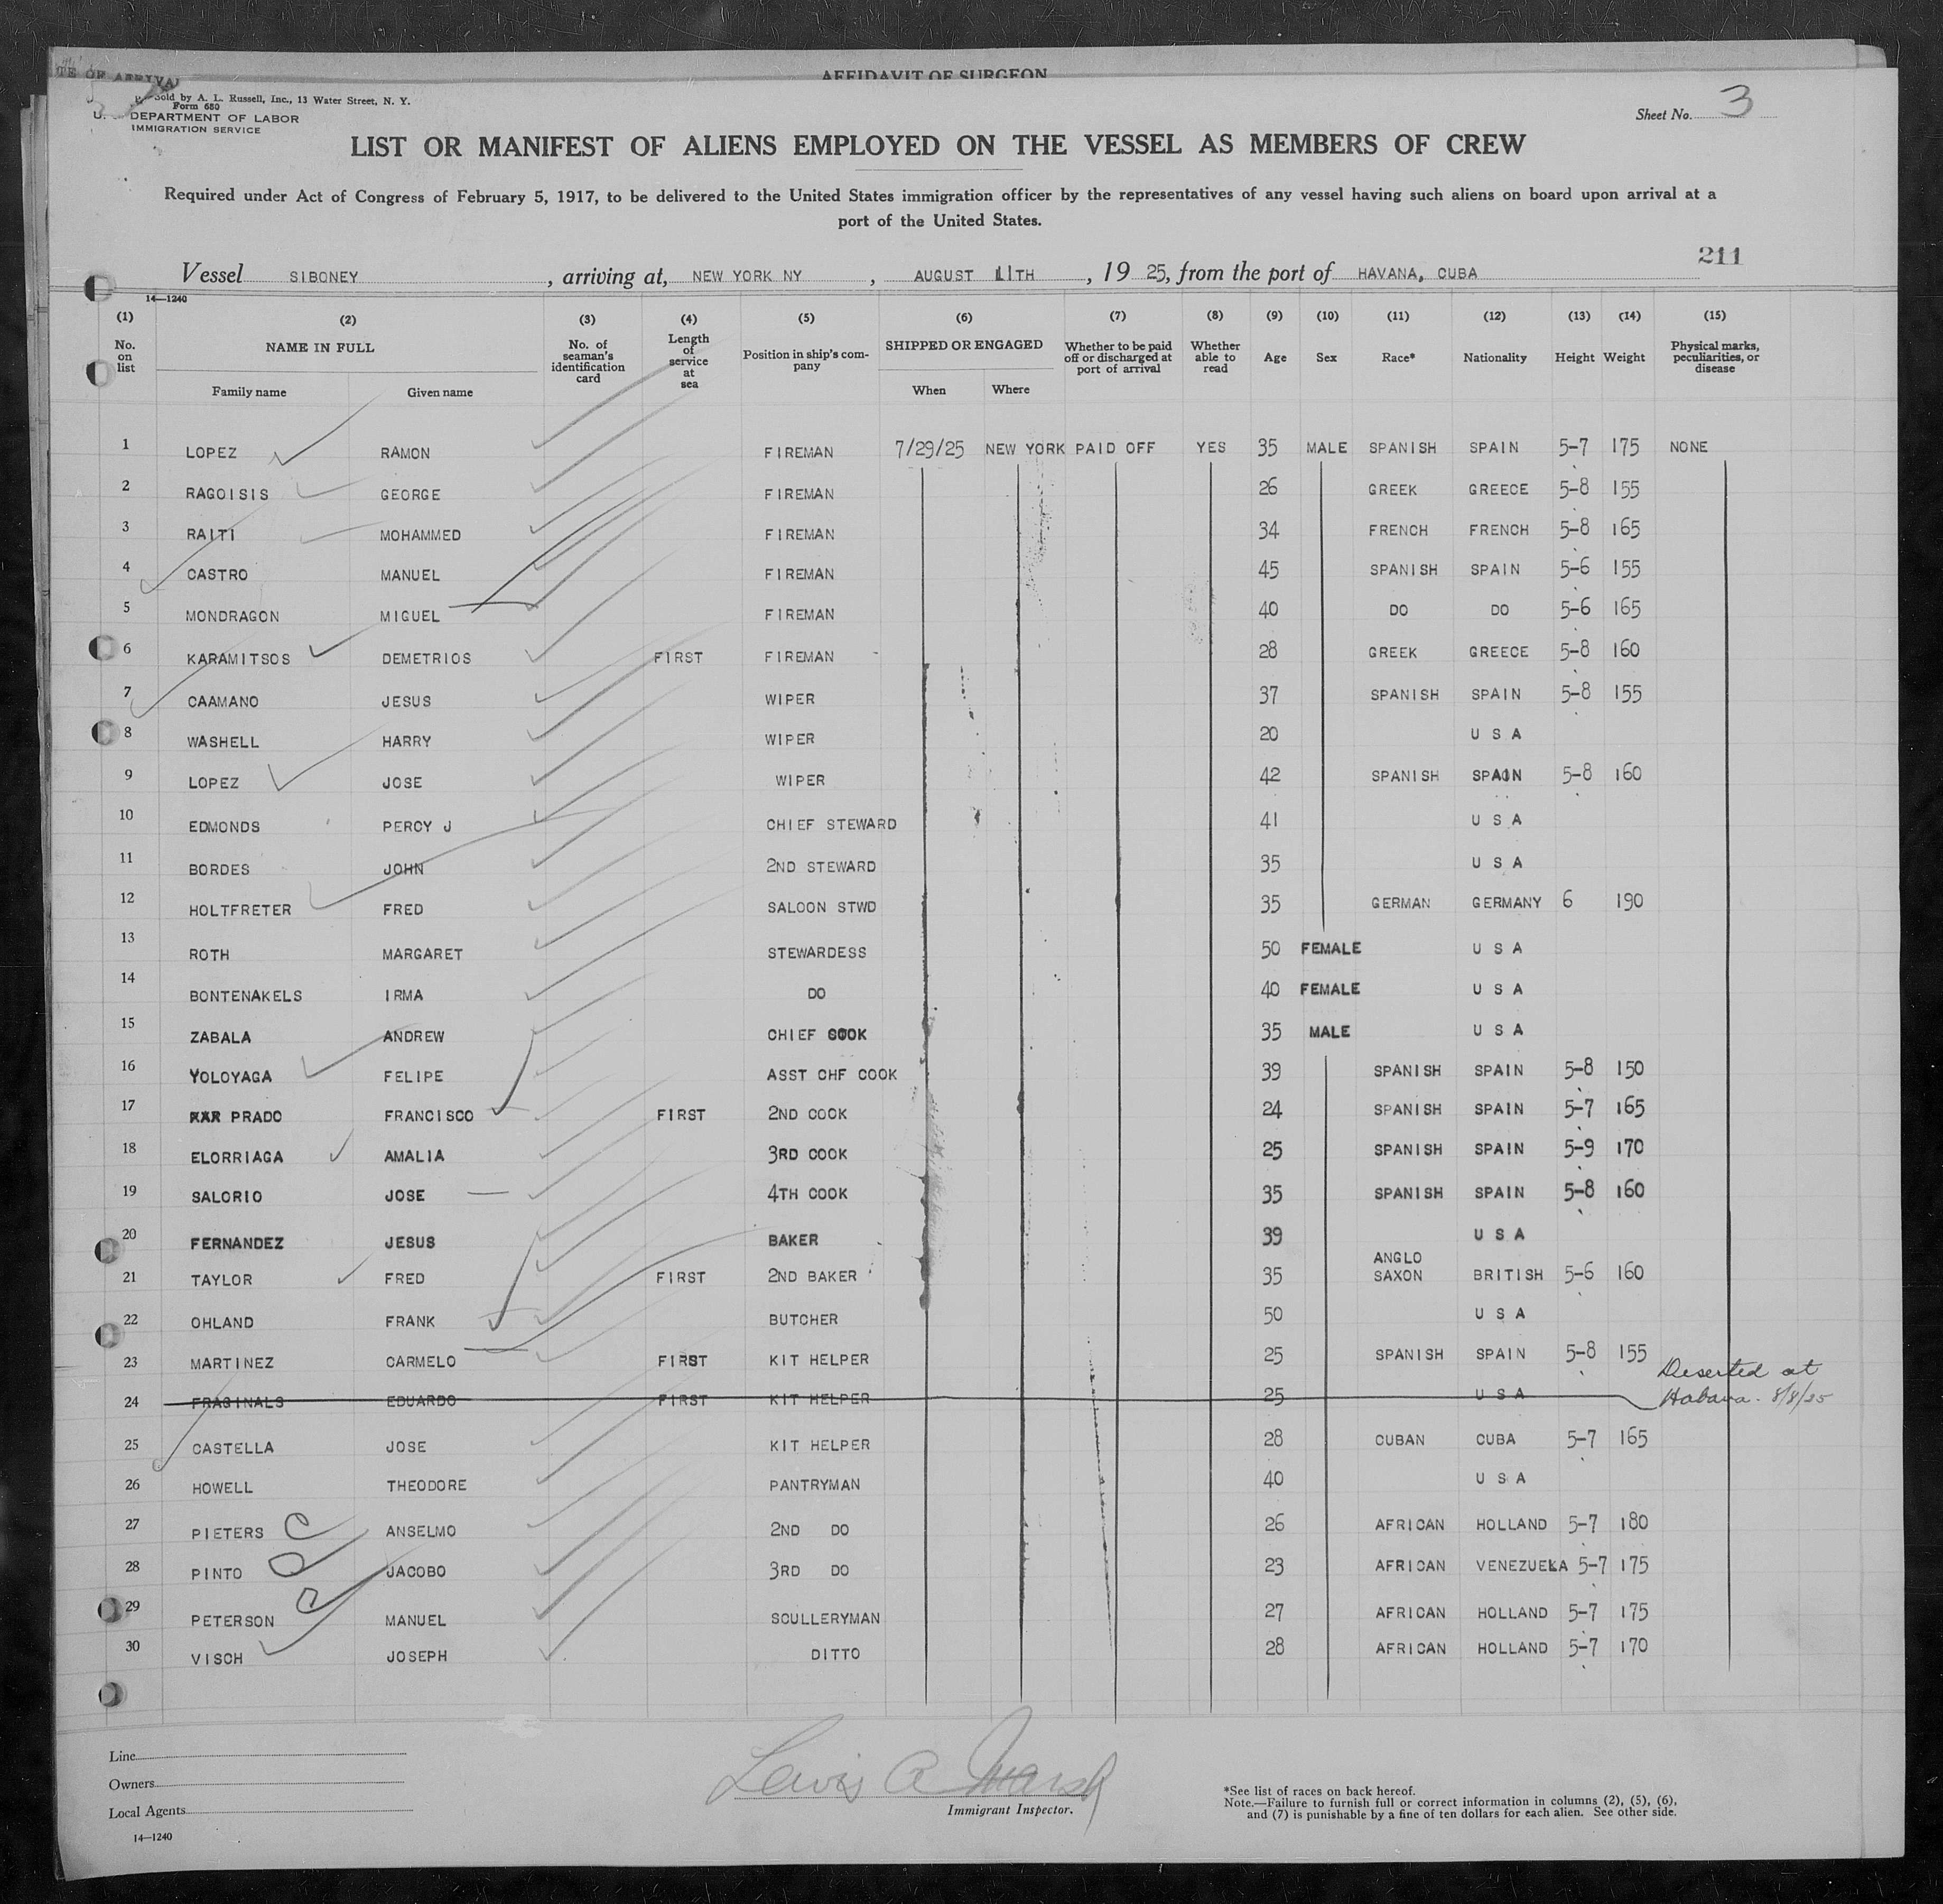 TE OF ARRIVAL
AFFIDAVIT OF SURGEON
Sold by A. L. Russell, Inc., 13 Water Street, N. Y.
Form 680
U. DEPARTMENT OF LABOR
IMMIGRATION SERVICE
Sheet No. 3
LIST OR MANIFEST OF ALIENS EMPLOYED ON THE VESSEL AS MEMBERS OF CREW
Required under Act of Congress of February 5, 1917, to be delivered to the United States immigration officer by the representatives of any vessel having such aliens on board upon arrival at a
port of the United States.
211
Vessel SIBONEY, arriving at, NEW YORK NY, AUGUST 11TH, 1925, from the port of HAVANA, CUBA
14—1240
(1) (2) (3) (4) (5) (6) (7) (8) (9) (10) (11) (12) (13) (14) (15)
No. on list NAME IN FULL No. of seaman's identification card Length of service at sea Position in ship's company SHIPPED OR ENGAGED Whether to be paid off or discharged at port of arrival Whether able to read Age Sex Race* Nationality Height Weight Physical marks, peculiarities, or disease
Family name Given name When Where
1 LOPEZ RAMON FIREMAN 7/29/25 NEW YORK PAID OFF YES 35 MALE SPANISH SPAIN 5-7 175 NONE
2 RAGOISIS GEORGE FIREMAN 26 GREEK GREECE 5-8 155
3 RAITI MOHAMMED FIREMAN 34 FRENCH FRENCH 5-8 165
4 CASTRO MANUEL FIREMAN 45 SPANISH SPAIN 5-6 155
5 MONDRAGON MIGUEL FIREMAN 40 DO DO 5-6 165
6 KARAMITSOS DEMETRIOS FIRST FIREMAN 28 GREEK GREECE 5-8 160
7 CAAMANO JESUS WIPER 37 SPANISH SPAIN 5-8 155
8 WASHELL HARRY WIPER 20 U S A
9 LOPEZ JOSE WIPER 42 SPANISH SPAIN 5-8 160
10 EDMONDS PERCY J CHIEF STEWARD 41 U S A
11 BORDES JOHN 2ND STEWARD 35 U S A
12 HOLTFRETER FRED SALOON STWD 35 GERMAN GERMANY 6 190
13 ROTH MARGARET STEWARDESS 50 FEMALE U S A
14 BONTENAKELS IRMA DO 40 FEMALE U S A
15 ZABALA ANDREW CHIEF COOK 35 MALE U S A
16 YOLOYAGA FELIPE ASST CHF COOK 39 SPANISH SPAIN 5-8 150
17 PRADO FRANCISCO FIRST 2ND COOK 24 SPANISH SPAIN 5-7 165
18 ELORRIAGA AMALIA 3RD COOK 25 SPANISH SPAIN 5-9 170
19 SALORIO JOSE 4TH COOK 35 SPANISH SPAIN 5-8 160
20 FERNANDEZ JESUS BAKER 39 U S A
21 TAYLOR FRED FIRST 2ND BAKER 35 ANGLO SAXON BRITISH 5-6 160
22 OHLAND FRANK BUTCHER 50 U S A
23 MARTINEZ CARMELO FIRST KIT HELPER 25 SPANISH SPAIN 5-8 155
24 FRAGINALS EDUARDO FIRST KIT HELPER 25 U S A Deserted at Habana. 8/8/25
25 CASTELLA JOSE KIT HELPER 28 CUBAN CUBA 5-7 165
26 HOWELL THEODORE PANTRYMAN 40 U S A
27 PIETERS ANSELMO 2ND DO 26 AFRICAN HOLLAND 5-7 180
28 PINTO JACOBO 3RD DO 23 AFRICAN VENEZUELA 5-7 175
29 PETERSON MANUEL SCULLERYMAN 27 AFRICAN HOLLAND 5-7 175
30 VISCH JOSEPH DITTO 28 AFRICAN HOLLAND 5-7 170
Line
Owners
Local Agents
14—1240
Lewis A Marsh
Immigrant Inspector.
*See list of races on back hereof.
Note.—Failure to furnish full or correct information in columns (2), (5), (6),
and (7) is punishable by a fine of ten dollars for each alien. See other side.